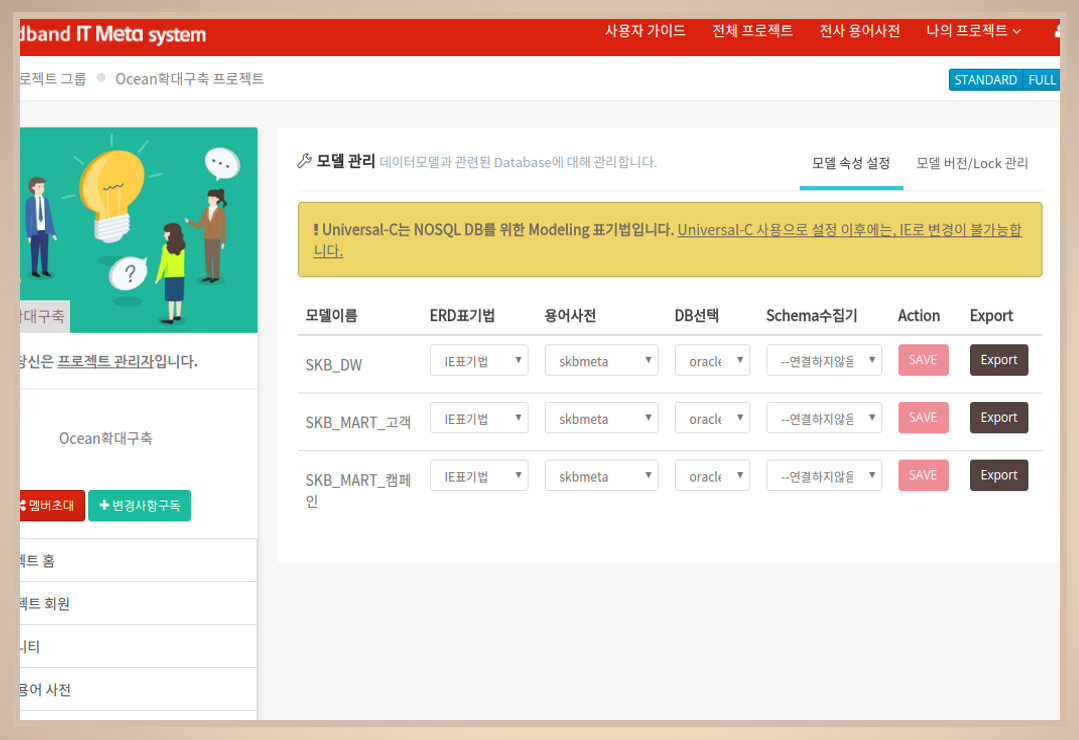 dband IT Meta system
사용자 가이드 전체 프로젝트 전사 용어사전 나의 프로젝트
로젝트 그룹 Ocean확대구축 프로젝트
STANDARD FULL
모델 관리 데이터모델과 관련된 Database에 대해 관리합니다.
모델 속성 설정 모델 버전/Lock 관리
! Universal-C는 NOSQL DB를 위한 Modeling 표기법입니다. Universal-C 사용으로 설정 이후에는, IE로 변경이 불가능합
니다.
?
확대구축
당신은 프로젝트 관리자입니다.
Ocean확대구축
멤버초대 변경사항구독
젝트 홈
젝트 회원
니티
용어 사전
모델이름 ERD표기법 용어사전 DB선택 Schema수집기 Action Export
SKB_DW IE표기법 skbmeta oracle --연결하지않음 SAVE Export
SKB_MART_고객 IE표기법 skbmeta oracle --연결하지않음 SAVE Export
SKB_MART_캠페 IE표기법 skbmeta oracle --연결하지않음 SAVE Export
인